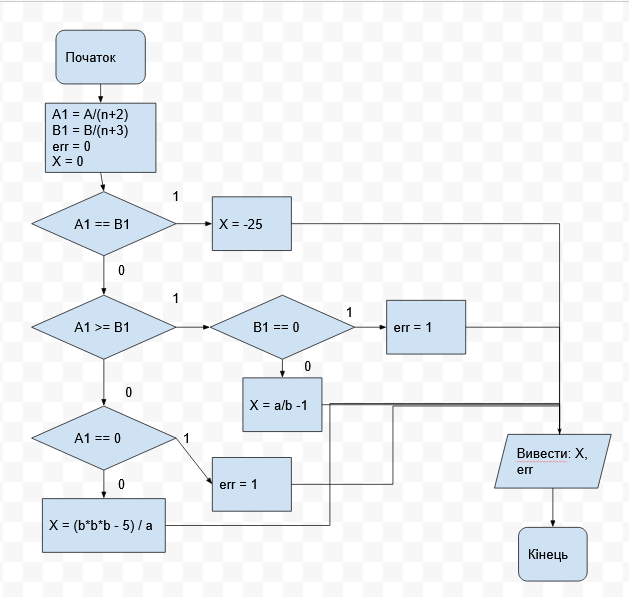 Початок
A1 = A/(n+2)
B1 = B/(n+3)
err = 0
X = 0
A1 == B1
1
X = -25
0
A1 >= B1
1
B1 == 0
1
err = 1
0
X = a/b -1
0
A1 == 0
1
err = 1
0
X = (b*b*b - 5) / a
Вивести: X,
err
Кінець